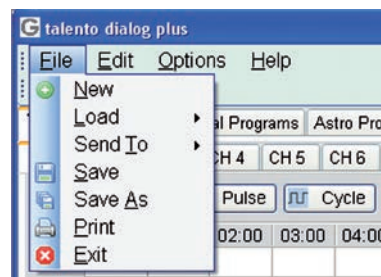 G talento dialog plus
File Edit Options Help
New
Load
Send To
Save
Save As
Print
Exit
al Programs Astro Pro
CH 4 CH 5 CH 6
Pulse Cycle
02:00 03:00 04:00